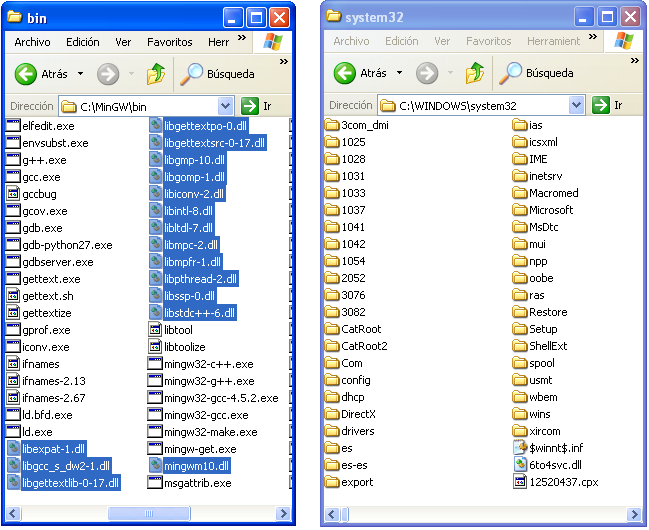 bin
Archivo Edición Ver Favoritos Herr »
Atrás Búsqueda »
Dirección C:\MinGW\bin Ir
elfedit.exe
envsubst.exe
g++.exe
gcc.exe
gccbug
gcov.exe
gdb.exe
gdb-python27.exe
gdbserver.exe
gettext.exe
gettext.sh
gettextize
gprof.exe
iconv.exe
ifnames
ifnames-2.13
ifnames-2.67
ld.bfd.exe
ld.exe
libexpat-1.dll
libgcc_s_dw2-1.dll
libgettextlib-0-17.dll
libgettextpo-0.dll
libgettextsrc-0-17.dll
libgmp-10.dll
libgomp-1.dll
libiconv-2.dll
libintl-8.dll
libltdl-7.dll
libmpc-2.dll
libmpfr-1.dll
libpthread-2.dll
libssp-0.dll
libstdc++-6.dll
libtool
libtoolize
mingw32-c++.exe
mingw32-g++.exe
mingw32-gcc-4.5.2.exe
mingw32-gcc.exe
mingw32-make.exe
mingw-get.exe
mingwm10.dll
msgattrib.exe
system32
Archivo Edición Ver Favoritos Herramient »
Atrás Búsqueda »
Dirección C:\WINDOWS\system32 Ir
3com_dmi
1025
1028
1031
1033
1037
1041
1042
1054
2052
3076
3082
CatRoot
CatRoot2
Com
config
dhcp
DirectX
drivers
es
es-es
export
ias
icsxml
IME
inetsrv
Macromed
Microsoft
MsDtc
mui
npp
oobe
ras
Restore
Setup
ShellExt
spool
usmt
wbem
wins
xircom
$winnt$.inf
6to4svc.dll
12520437.cpx